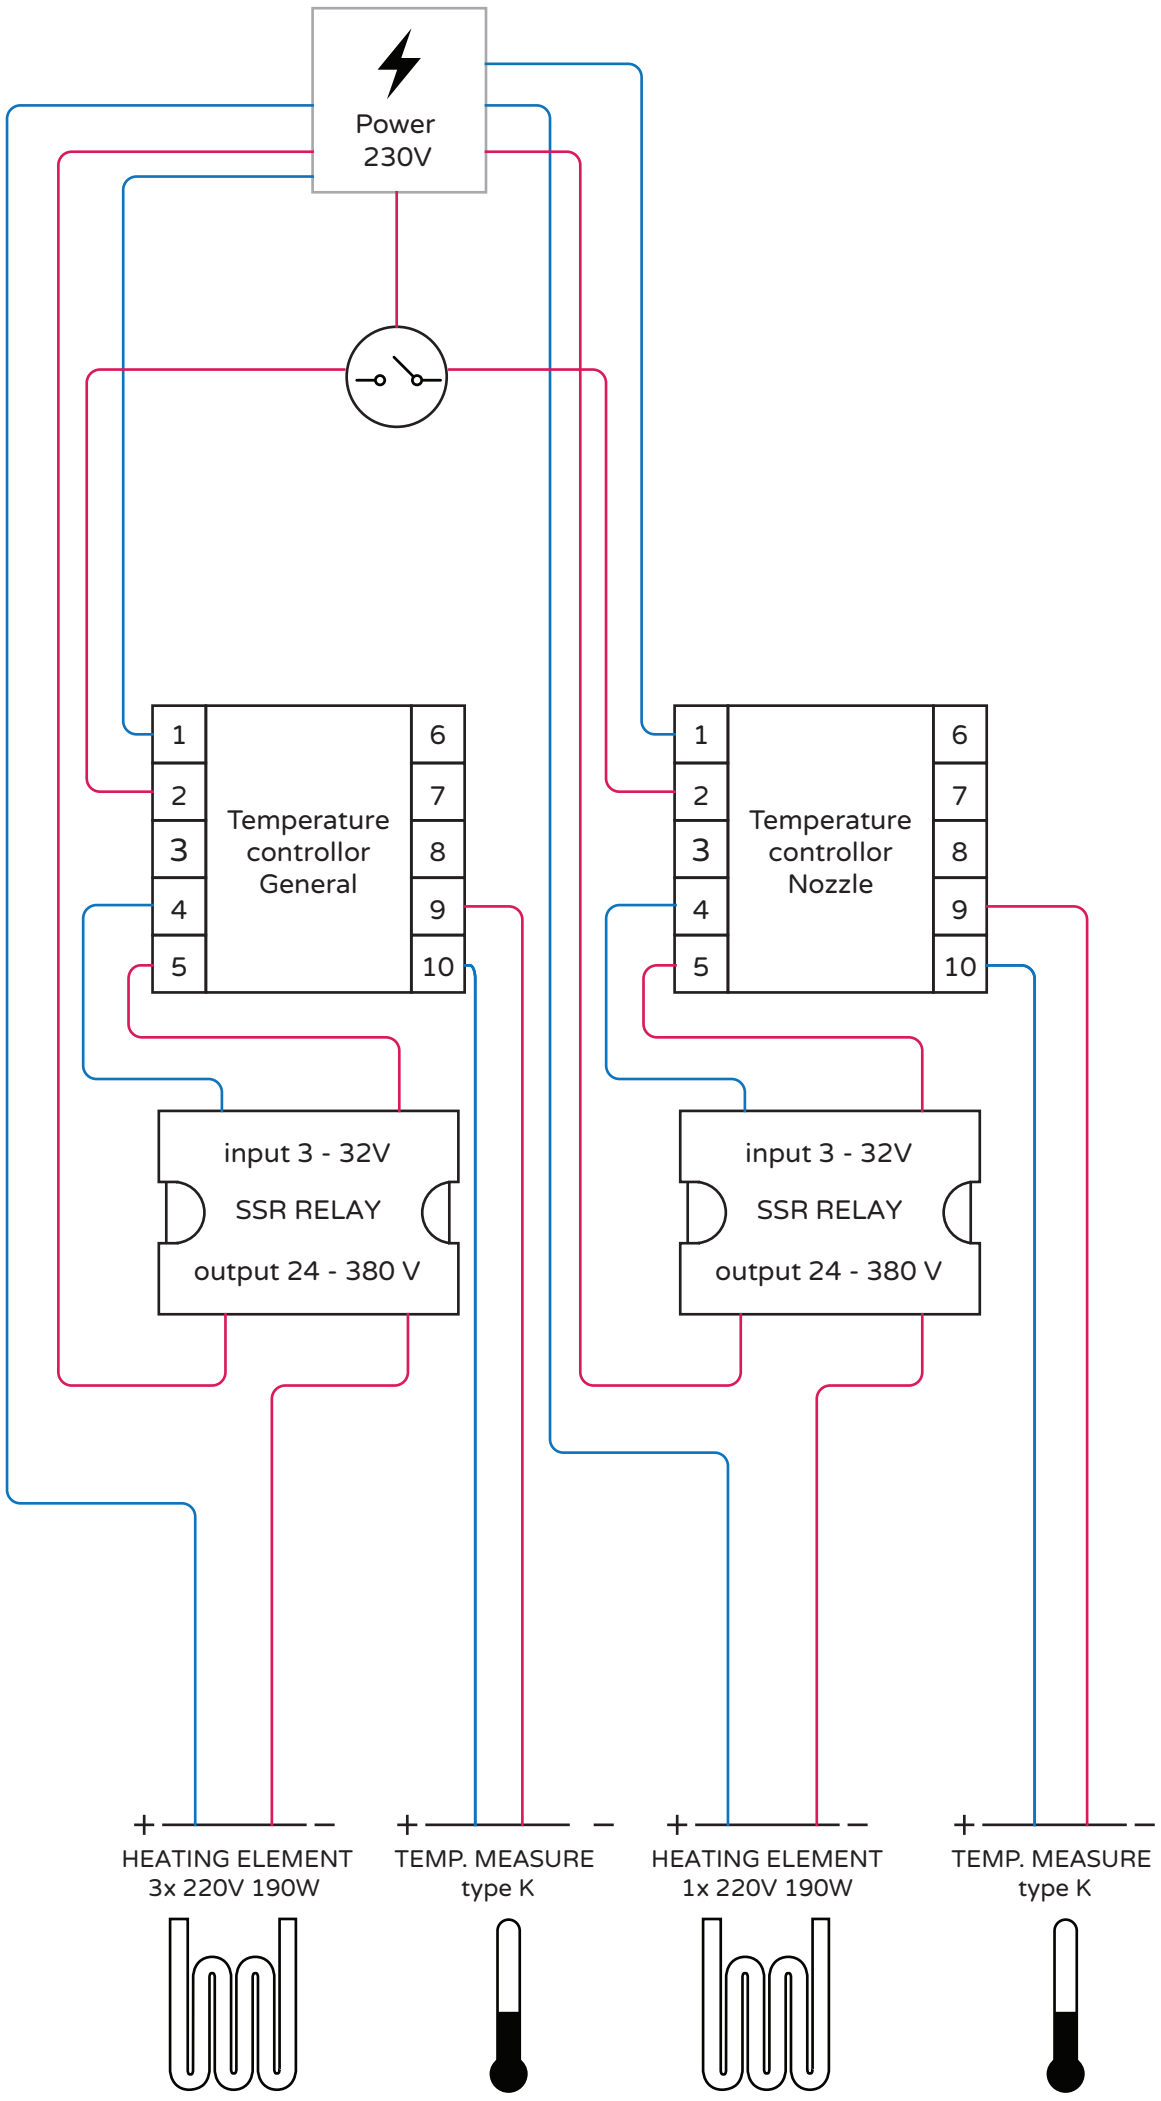 Power
230V
1
2
3
4
5
Temperature
controllor
General
6
7
8
9
10
1
2
3
4
5
Temperature
controllor
Nozzle
6
7
8
9
10
input 3 - 32V
SSR RELAY
output 24 - 380 V
input 3 - 32V
SSR RELAY
output 24 - 380 V
+ −
HEATING ELEMENT
3x 220V 190W
+ −
TEMP. MEASURE
type K
+ −
HEATING ELEMENT
1x 220V 190W
+ −
TEMP. MEASURE
type K